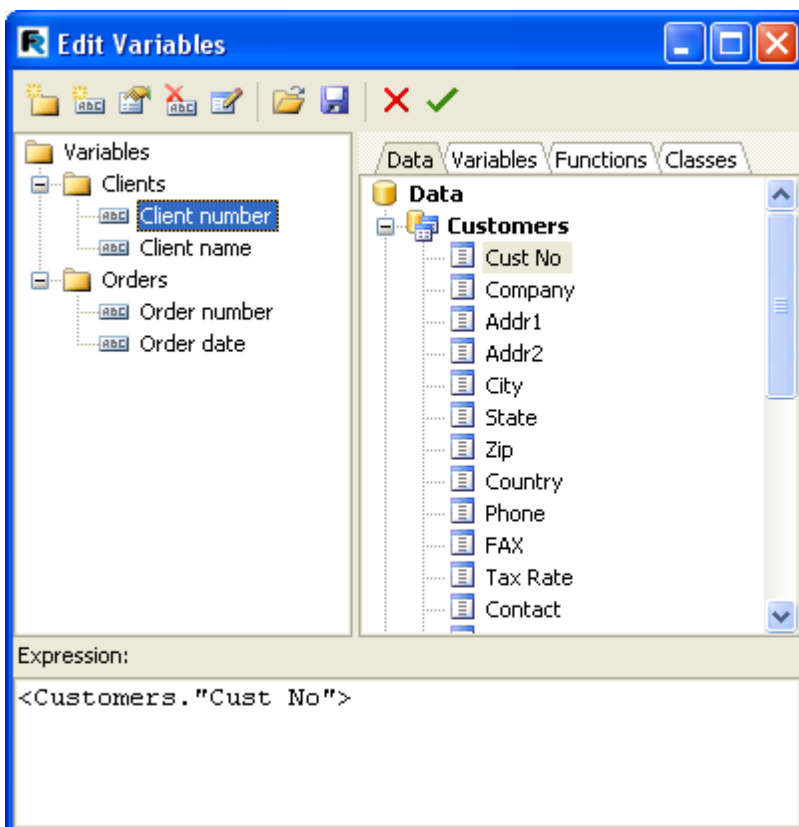 Edit Variables
Variables
Clients
Client number
Client name
Orders
Order number
Order date
Data Variables Functions Classes
Data
Customers
Cust No
Company
Addr1
Addr2
City
State
Zip
Country
Phone
FAX
Tax Rate
Contact
Expression:
<Customers."Cust No">